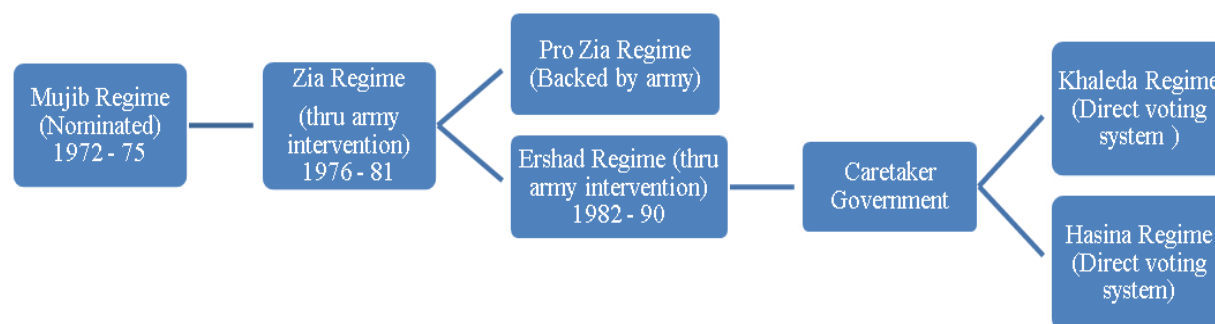 Mujib Regime
(Nominated)
1972 - 75
Zia Regime
(thru army
intervention)
1976 - 81
Pro Zia Regime
(Backed by army)
Ershad Regime (thru
army intervention)
1982 - 90
Caretaker
Government
Khaleda Regime
(Direct voting
system )
Hasina Regime
(Direct voting
system)